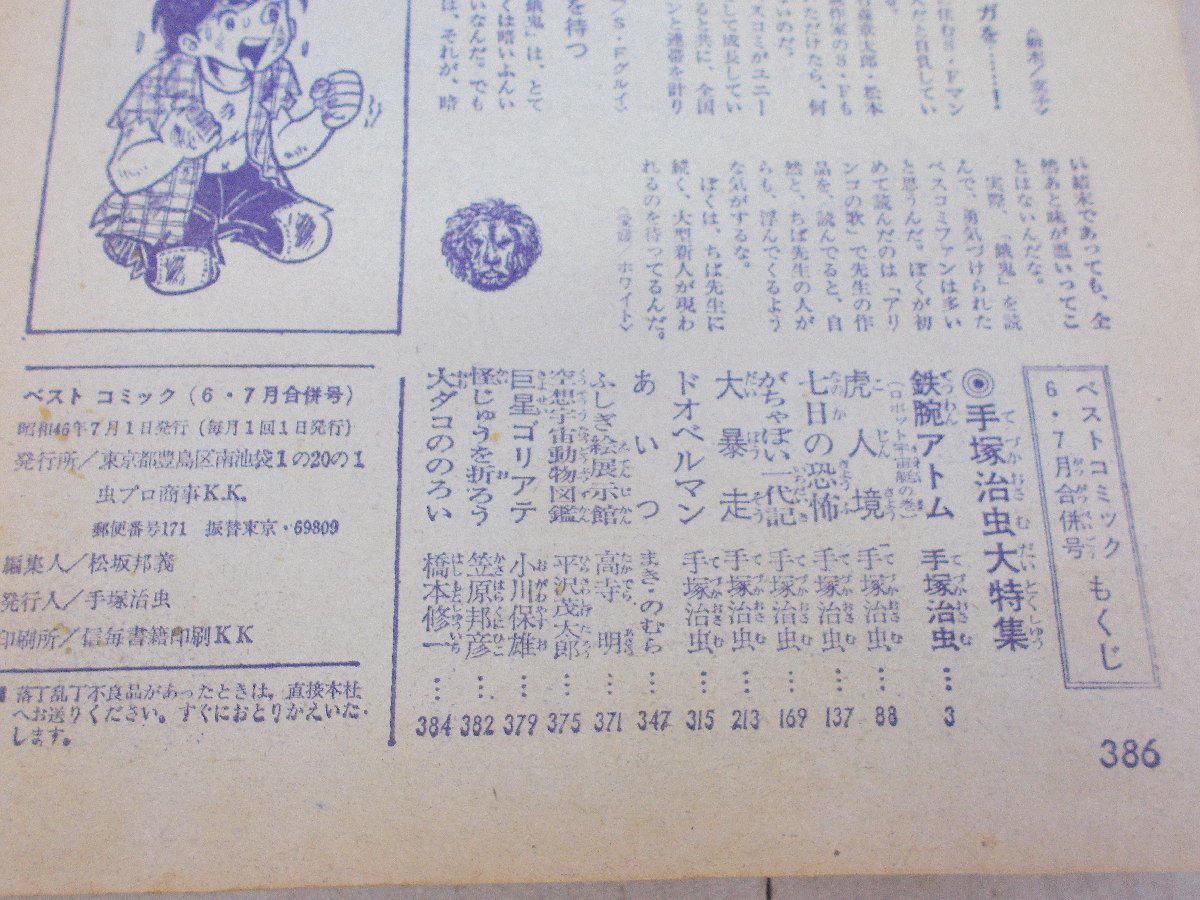 ガを……！
を待つ
餓鬼」は、とて
くは暗いふんい
いなんだ。でも
は、それが、暗
い結末であっても、全
然あと味が悪いってこ
とはないんだな。
実際、「餓鬼」を読
んで、勇気づけられた
ベスコミファンは多い
と思うんだ。ぼくが初
めて読んだのは「アリ
ンコの歌」で先生の作
品を、読んでると、自
然と、ちば先生の人が
らも、浮んでくるよう
な気がするな。
ぼくは、ちば先生に
続く、大型新人が現わ
れるのを待ってるんだ。
ホワイト〉
ベストコミック もくじ
6・7月合併号
◎手塚治虫大特集
鉄腕アトム 手塚治虫…3
虎人境 手塚治虫…88
七日の恐怖 手塚治虫…137
がちゃぽい一代記 手塚治虫…169
大暴走 手塚治虫…213
ドオベルマン 手塚治虫…315
あいつ まき・のむら…347
ふしぎ絵展示館 高寺 明…371
空想宇宙動物図鑑 平沢茂太郎…375
巨星ゴリアテ 小川保雄…379
怪じゅうを折ろう 笠原邦彦…382
大ダコののろい 橋本修一…384
ベスト コミック（6・7月合併号）
昭和46年7月1日発行（毎月1回1日発行）
発行所／東京都豊島区南池袋1の20の1
虫プロ商事K.K.
郵便番号171 振替東京・69809
編集人／松坂邦義
発行人／手塚治虫
印刷所／信毎書籍印刷KK
■ 落丁乱丁不良品があったときは、直接本社
へお送りください。すぐにおとりかえいた
します。
386